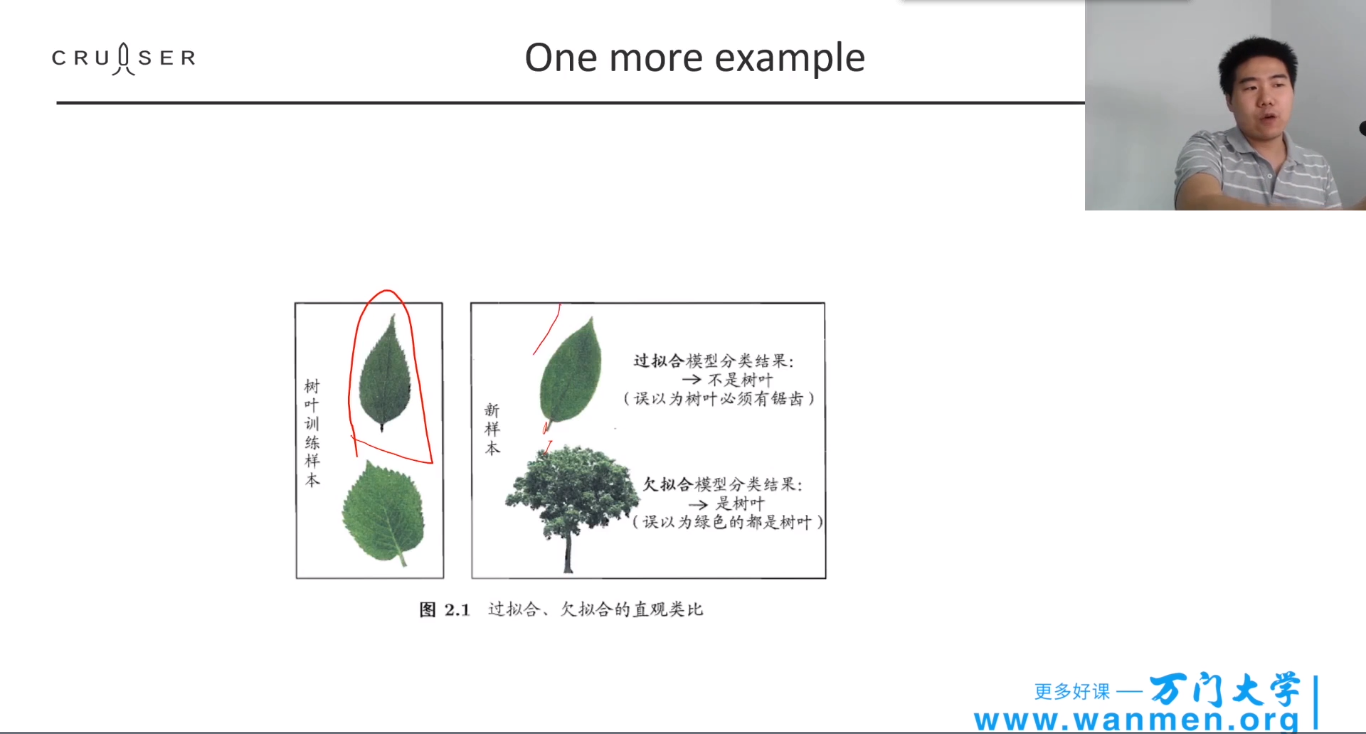 CRUISER
One more example
树叶训练样本
新样本
过拟合模型分类结果:
→不是树叶
(误以为树叶必须有锯齿)
欠拟合模型分类结果:
→是树叶
(误以为绿色的都是树叶)
图 2.1 过拟合、欠拟合的直观类比
更多好课 — 万门大学
www.wanmen.org